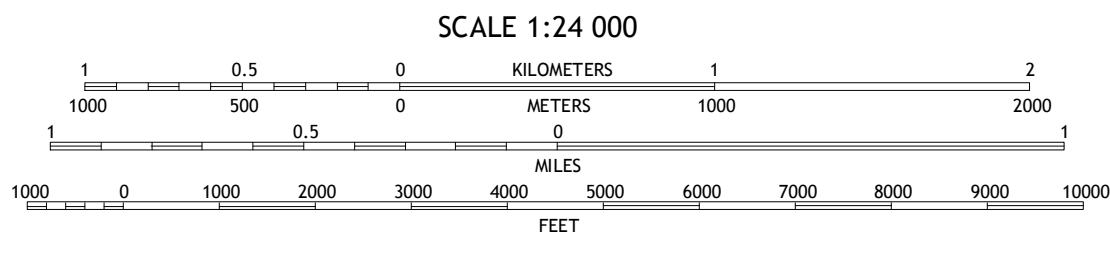 SCALE 1:24 000
1 0.5 0 KILOMETERS 1 2
1000 500 0 METERS 1000 2000
1 0.5 0 1
MILES
1000 0 1000 2000 3000 4000 5000 6000 7000 8000 9000 10000
FEET